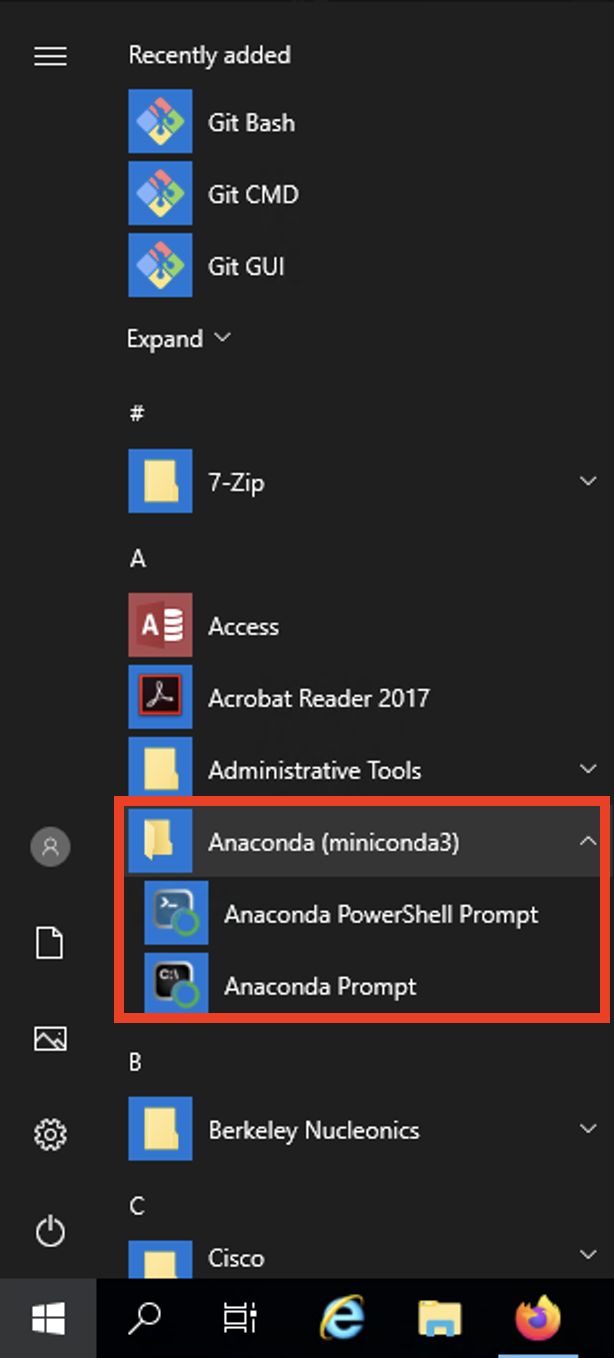 Recently added
Git Bash
Git CMD
Git GUI
Expand
#
7-Zip
A
A
Access
Acrobat Reader 2017
Administrative Tools
Anaconda (miniconda3)
>_
Anaconda PowerShell Prompt
C:\
Anaconda Prompt
B
Berkeley Nucleonics
C
Cisco